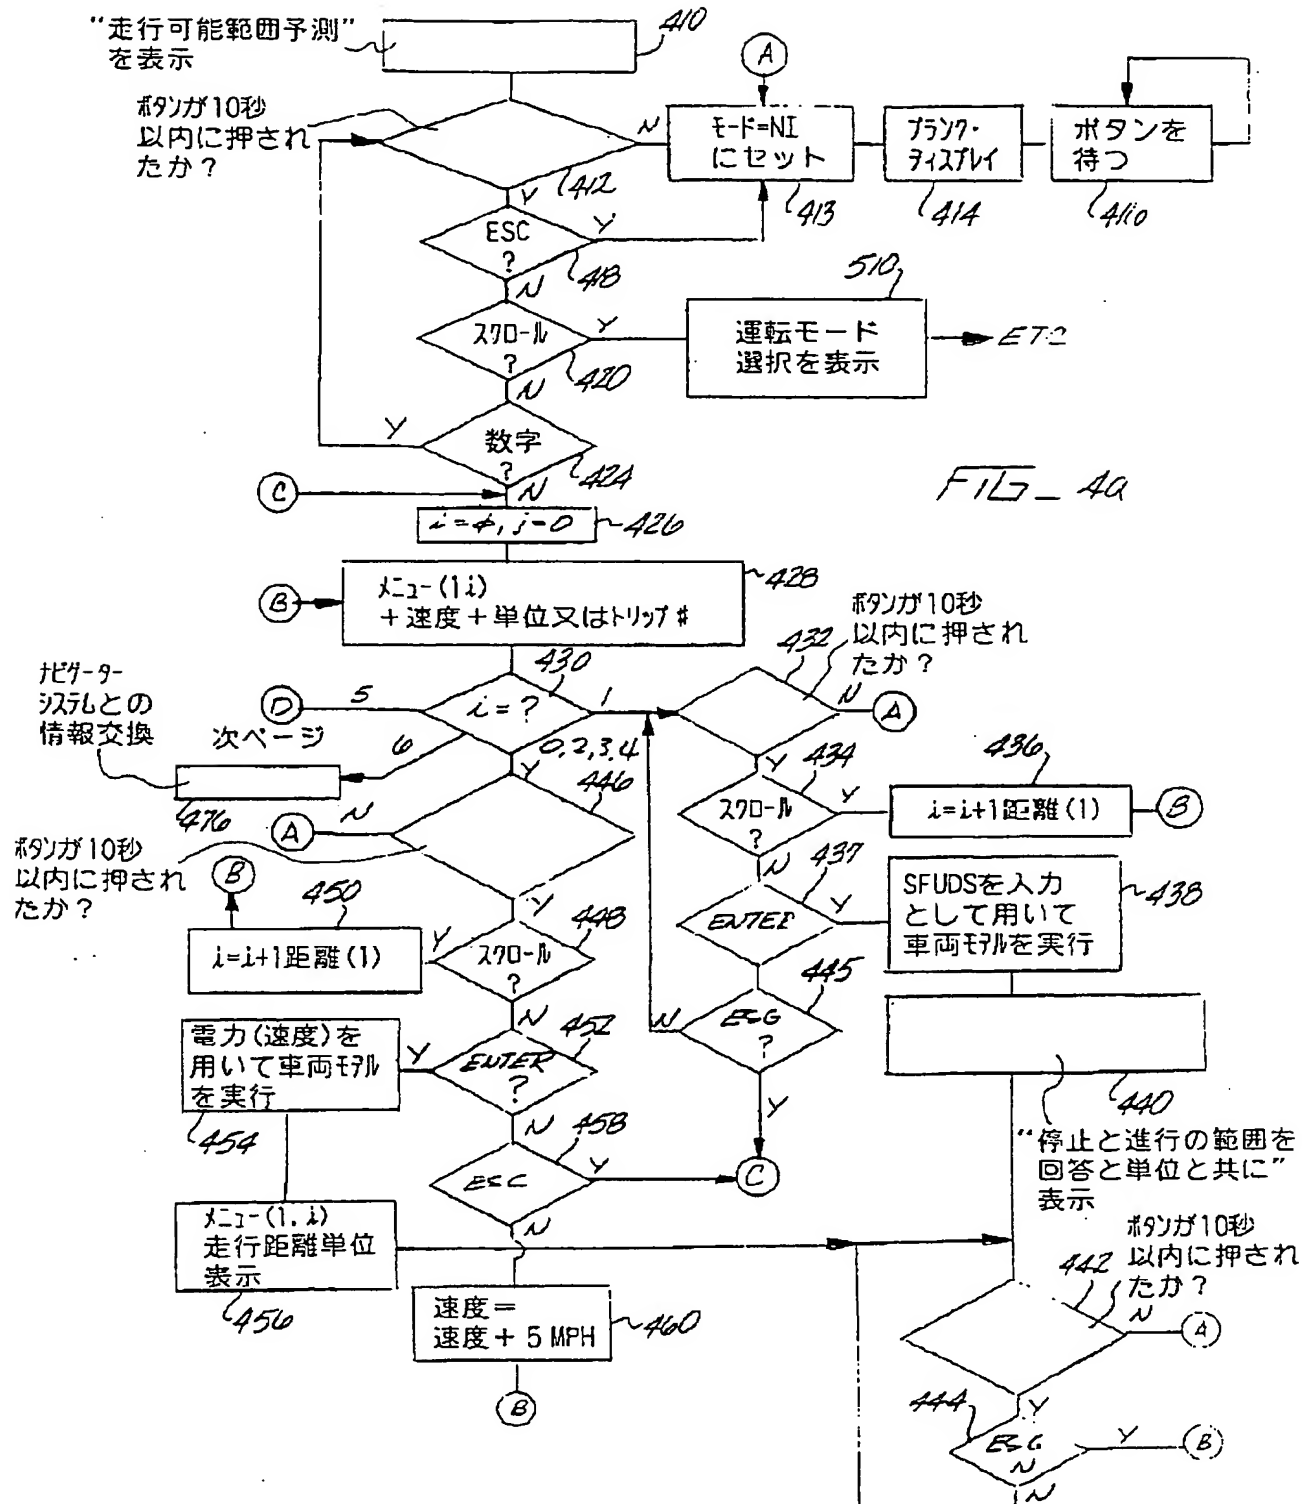 “走行可能範囲予測”
を表示
410
A
ボタンが10秒
以内に押され
たか？
N
412
Y
モード=NI
にセット
413
ブランク・
ディスプレイ
414
ボタンを
待つ
ESC
?
Y
418
N
510
スクロール
?
Y
420
N
運転モード
選択を表示
ETC
Y
数字
?
424
N
FIG_ 4a
C
426
B
メニュー(1.i)
+速度+単位又はトリップ#
428
ボタンが10秒
以内に押され
たか？
432
N
A
ナビゲーター
システムとの
情報交換
次ページ
D
5
430
i=?
1
6
0.2,3,4
Y
476
446
Y
434
スクロール
?
Y
N
436
i=i+1距離(1)
B
N
A
ボタンが10秒
以内に押され
たか？
B
450
Y
448
i=i+1距離(1)
Y
スクロール
?
N
437
Y
SFUDSを入力
として用いて
車両モデルを実行
438
445
ESG
?
N
Y
C
電力(速度)を
用いて車両モデル
を実行
454
Y
ENTER
?
452
N
440
“停止と進行の範囲を
回答と単位と共に”
表示
458
ESC
Y
N
メニュー(1.i)
走行距離単位
表示
456
速度=
速度+ 5 MPH
460
B
ボタンが10秒
以内に押され
たか？
442
N
A
Y
444
ESG
N
Y
B
N